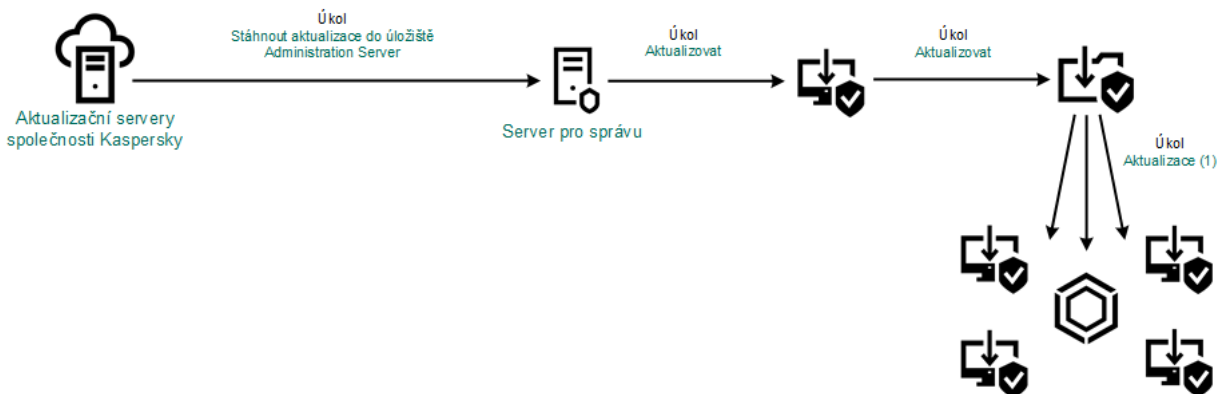 Úkol
Stáhnout aktualizace do úložiště
Administration Server
Úkol
Aktualizovat
Úkol
Aktualizovat
Aktualizační servery
společnosti Kaspersky
Server pro správu
Úkol
Aktualizace (1)